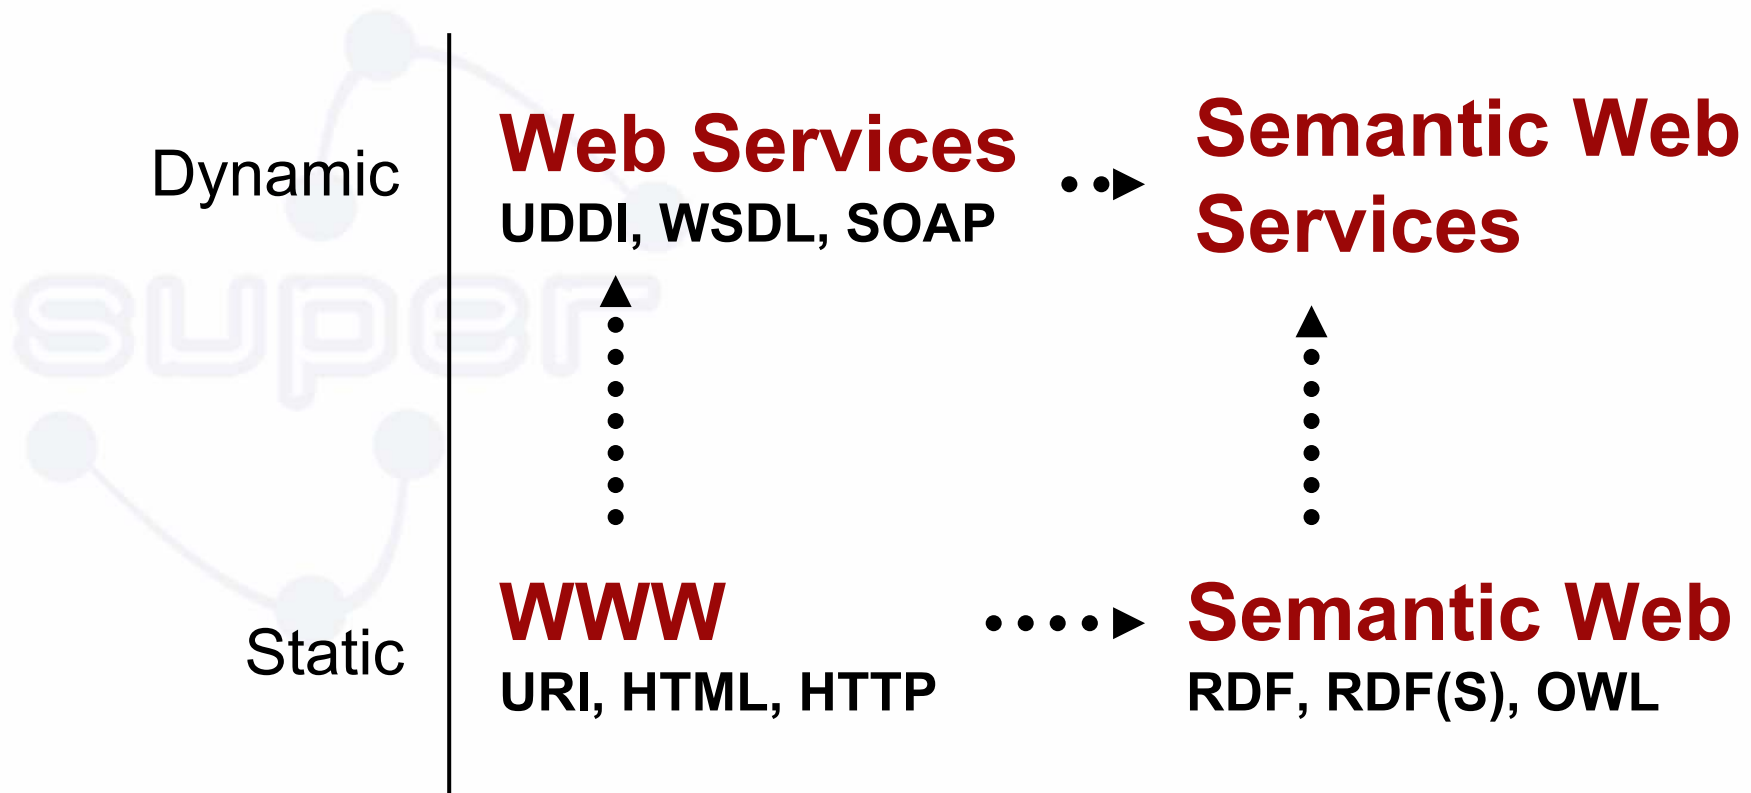 Dynamic
Web Services
UDDI, WSDL, SOAP
Semantic Web
Services
super
Static
WWW
URI, HTML, HTTP
Semantic Web
RDF, RDF(S), OWL